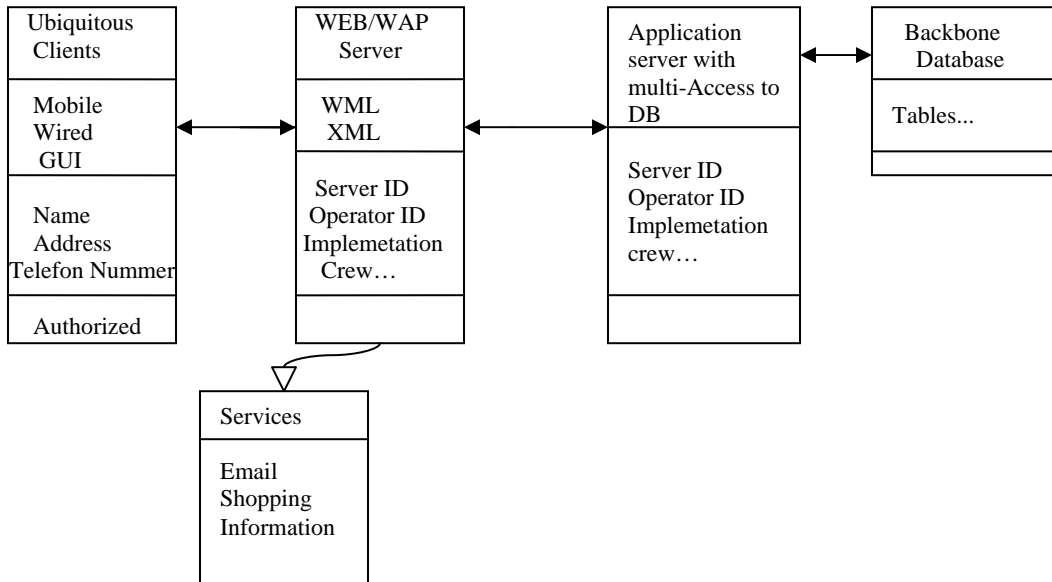 Ubiquitous
Clients
Mobile
Wired
GUI
Name
Address
Telefon Nummer
Authorized
WEB/WAP
Server
WML
XML
Server ID
Operator ID
Implemetation
Crew…
Application
server with
multi-Access to
DB
Server ID
Operator ID
Implemetation
crew…
Backbone
Database
Tables...
Services
Email
Shopping
Information